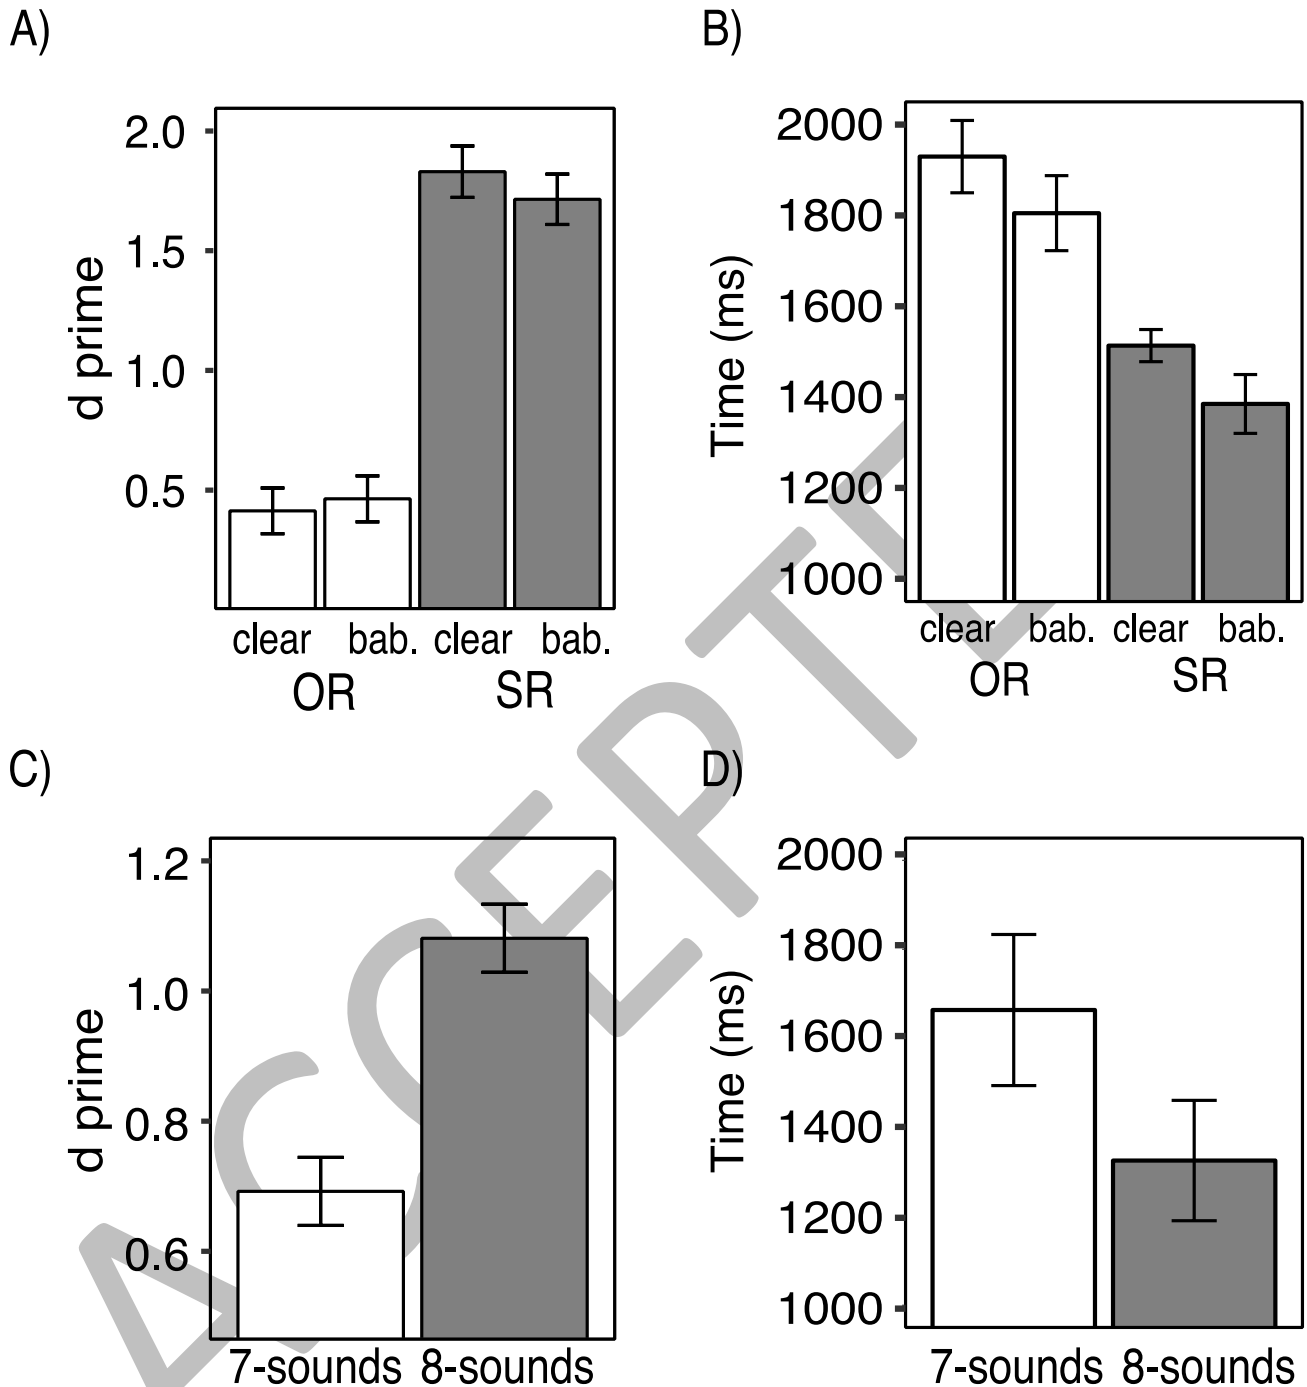 A)
2.0
1.5
1.0
0.5
d prime
clear bab. clear bab.
OR SR
B)
2000
1800
1600
1400
1200
1000
Time (ms)
clear bab. clear bab.
OR SR
C)
1.2
1.0
0.8
0.6
d prime
7-sounds 8-sounds
D)
2000
1800
1600
1400
1200
1000
Time (ms)
7-sounds 8-sounds
ACCEPTE